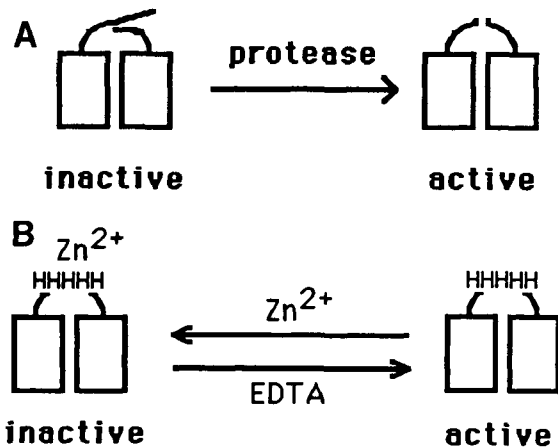 A
protease
inactive
active
B
Zn²⁺
HHHHH
HHHHH
Zn²⁺
EDTA
inactive
active